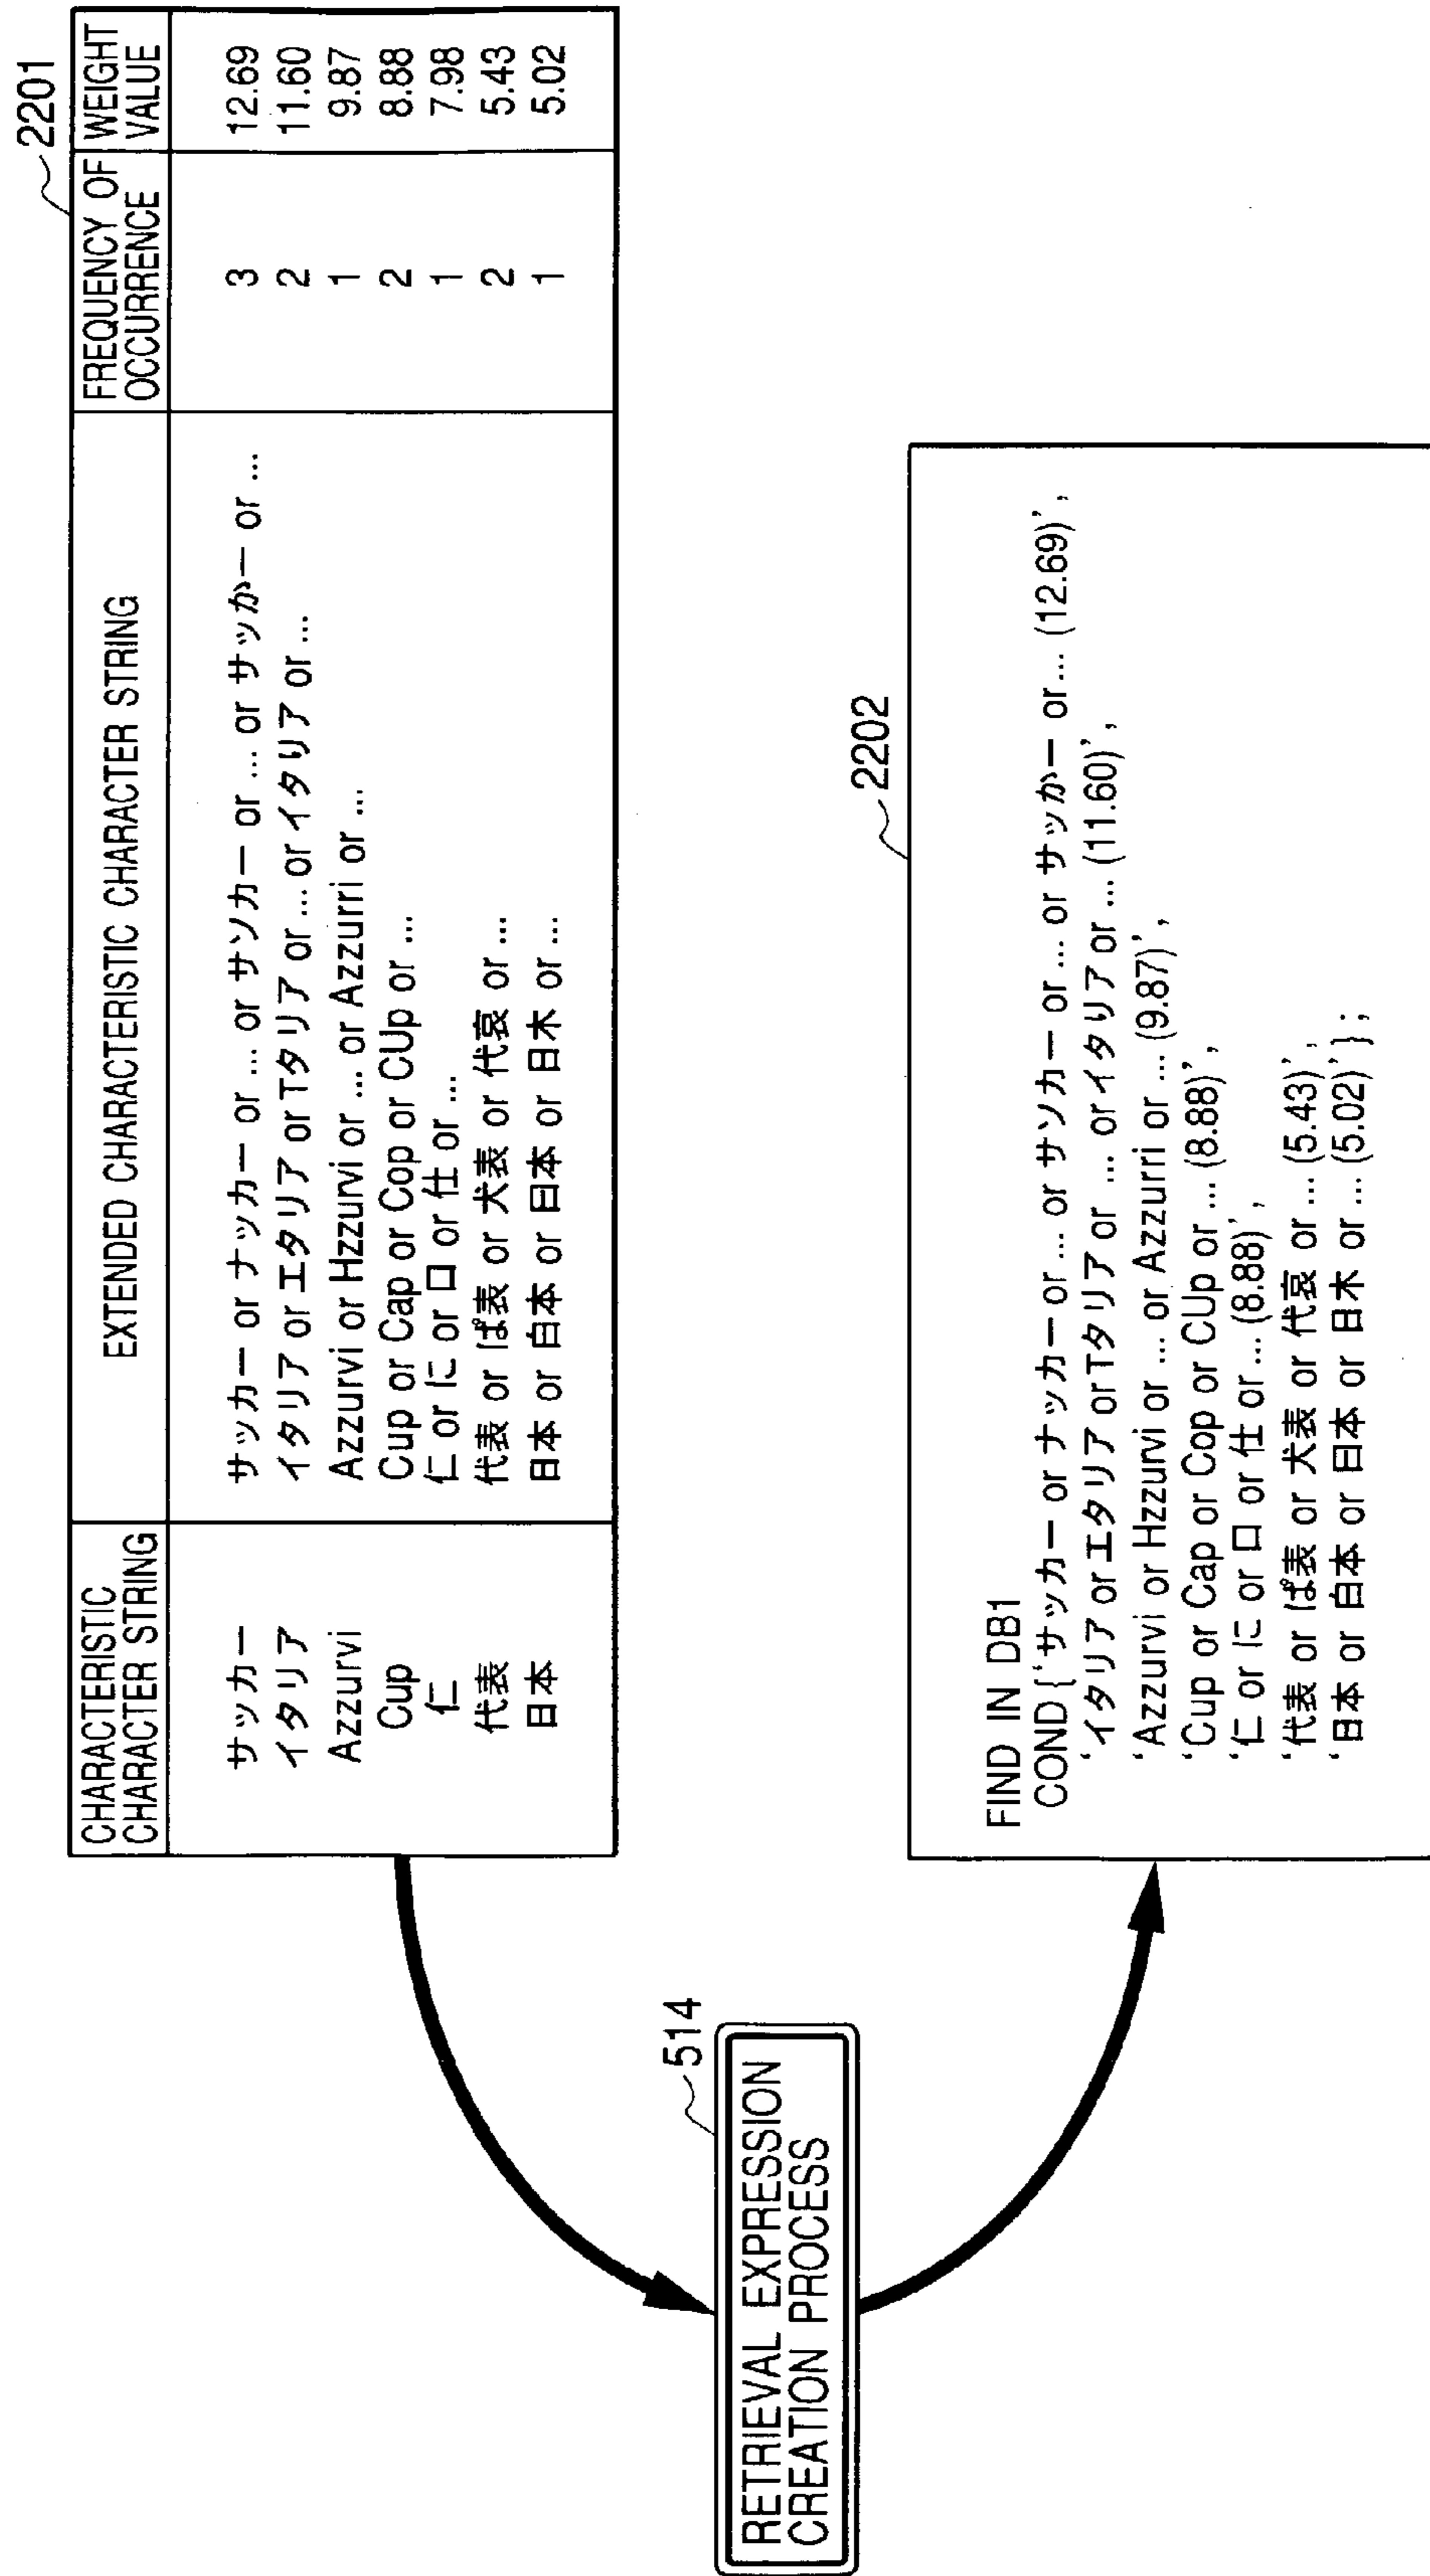 2201
CHARACTERISTIC CHARACTER STRING EXTENDED CHARACTERISTIC CHARACTER STRING FREQUENCY OF OCCURRENCE WEIGHT VALUE
サッカー サッカー or ナッカー or ... or サソカー or ... or サッかー or ... 3 12.69
イタリア イタリア or エタリア or Tタリア or ... or イタりア or ... 2 11.60
Azzurvi Azzurvi or Hzzurvi or ... or Azzurri or ... 1 9.87
Cup Cup or Cap or Cop or CUp or ... 2 8.88
仁 仁 or に or 口 or 仕 or ... 1 7.98
代表 代表 or ぱ表 or 犬表 or 代哀 or ... 2 5.43
日本 日本 or 白本 or 曰本 or 日木 or ... 1 5.02
514
RETRIEVAL EXPRESSION
CREATION PROCESS
2202
FIND IN DB1
COND {‘サッカー or ナッカー or ... or サソカー or ... or サッかー or ... (12.69)’,
‘イタリア or エタリア or Tタリア or ... or イタりア or ... (11.60)’,
‘Azzurvi or Hzzurvi or ... or Azzurri or ... (9.87)’,
‘Cup or Cap or Cop or CUp or ... (8.88)’,
‘仁 or に or 口 or 仕 or ... (8.88)’,
‘代表 or ぱ表 or 犬表 or 代哀 or ... (5.43)’,
‘日本 or 白本 or 曰本 or 日木 or ... (5.02)’};